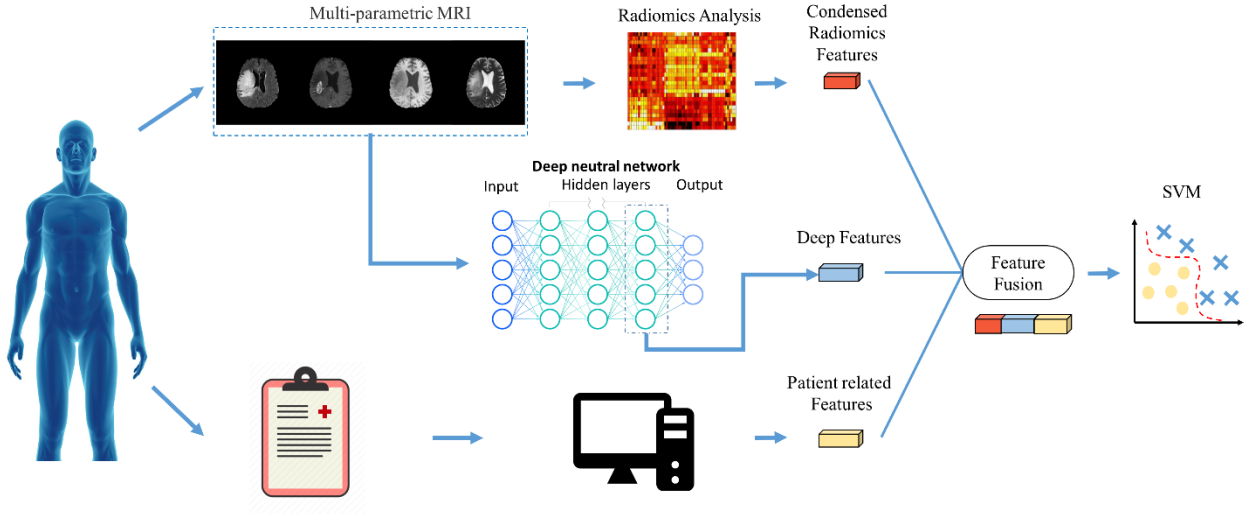 Multi-parametric MRI
Radiomics Analysis
Condensed
Radiomics
Features
Deep neutral network
Input
Hidden layers
Output
Deep Features
SVM
Feature
Fusion
Patient related
Features